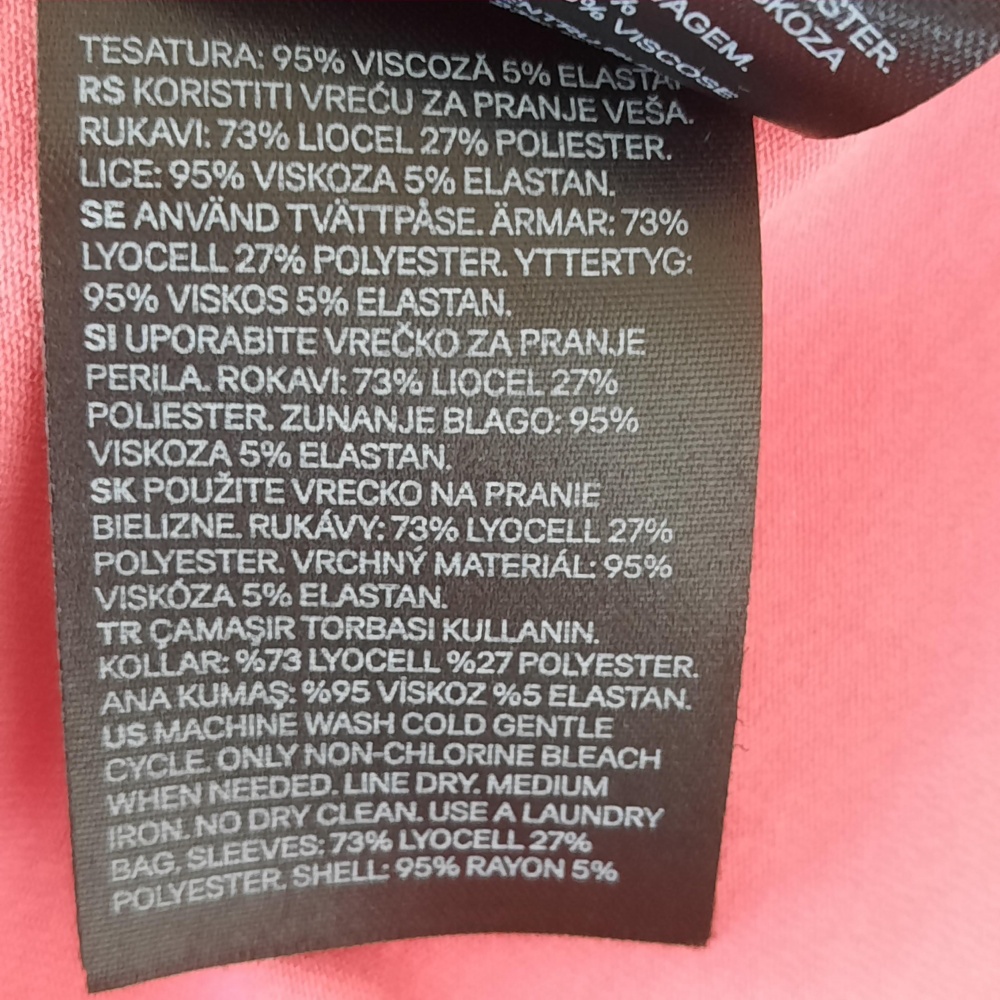 STER.
SKOZA
VAGEM.
% VISCOSE
TESATURA: 95% VISCOZĂ 5% ELASTAN
RS KORISTITI VREĆU ZA PRANJE VEŠA.
RUKAVI: 73% LIOCEL 27% POLIESTER.
LICE: 95% VISKOZA 5% ELASTAN.
SE ANVÄND TVÄTTPÅSE. ÄRMAR: 73%
LYOCELL 27% POLYESTER. YTTERTYG:
95% VISKOS 5% ELASTAN.
SI UPORABITE VREČKO ZA PRANJE
PERILA. ROKAVI: 73% LIOCEL 27%
POLIESTER. ZUNANJE BLAGO: 95%
VISKOZA 5% ELASTAN.
SK POUŽITE VRECKO NA PRANIE
BIELIZNE. RUKÁVY: 73% LYOCELL 27%
POLYESTER. VRCHNÝ MATERIÁL: 95%
VISKÓZA 5% ELASTAN.
TR ÇAMAŞIR TORBASI KULLANIN.
KOLLAR: %73 LYOCELL %27 POLYESTER.
ANA KUMAŞ: %95 VİSKOZ %5 ELASTAN.
US MACHINE WASH COLD GENTLE
CYCLE. ONLY NON-CHLORINE BLEACH
WHEN NEEDED. LINE DRY. MEDIUM
IRON. NO DRY CLEAN. USE A LAUNDRY
BAG. SLEEVES: 73% LYOCELL 27%
POLYESTER. SHELL: 95% RAYON 5%